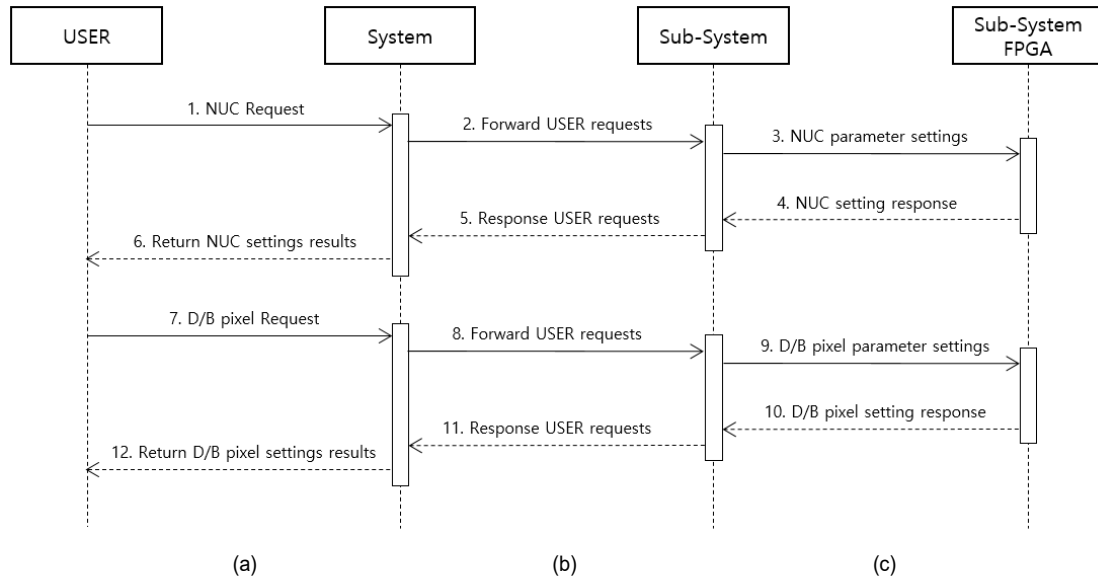 USER
System
Sub-System
Sub-System
FPGA
1. NUC Request
2. Forward USER requests
3. NUC parameter settings
4. NUC setting response
5. Response USER requests
6. Return NUC settings results
7. D/B pixel Request
8. Forward USER requests
9. D/B pixel parameter settings
10. D/B pixel setting response
11. Response USER requests
12. Return D/B pixel settings results
(a)
(b)
(c)